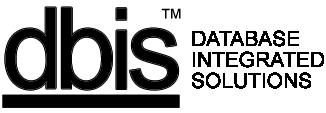 dbis™
DATABASE
INTEGRATED
SOLUTIONS